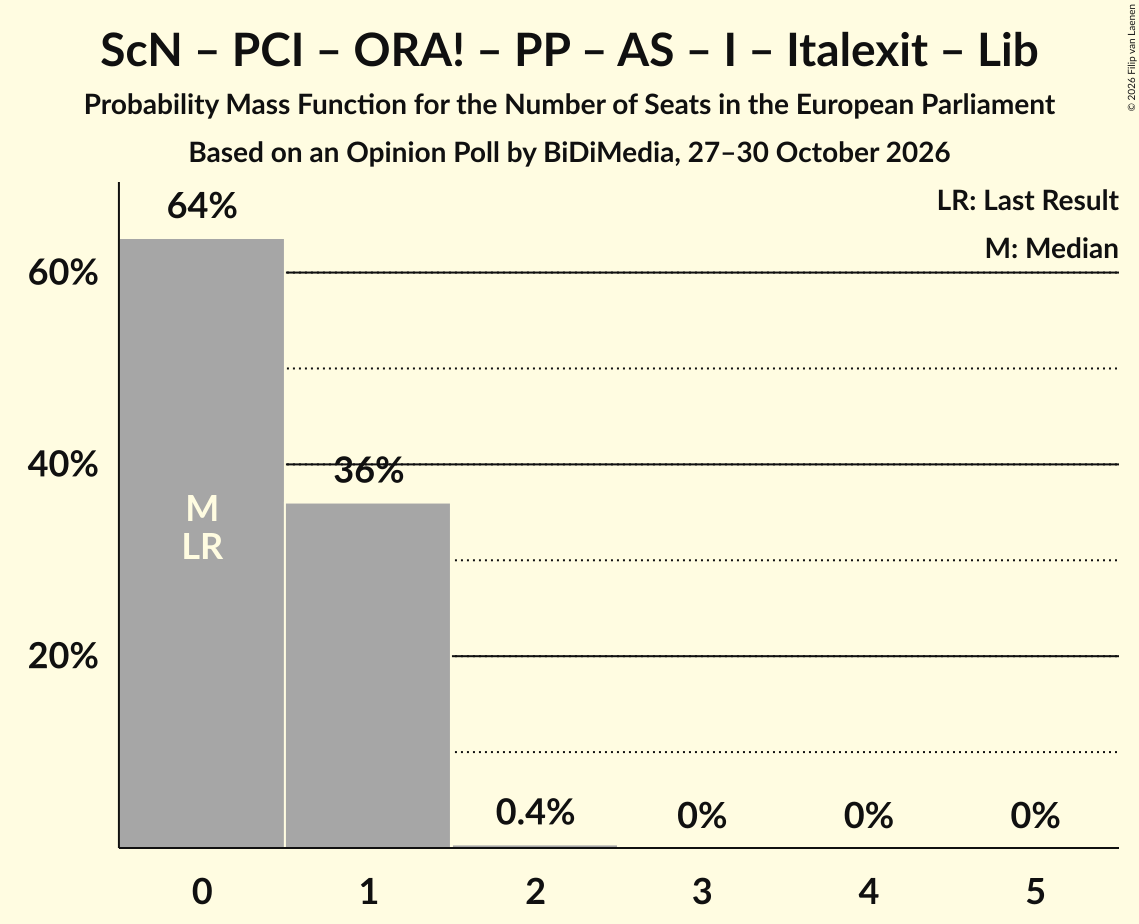 ScN – PCI – ORA! – PP – AS – I – Italexit – Lib
Probability Mass Function for the Number of Seats in the European Parliament
Based on an Opinion Poll by BiDiMedia, 27–30 October 2026
© 2026 Filip van Laenen
LR: Last Result
M: Median
64%
60%
40%
36%
M
LR
20%
0.4%
0%
0%
0%
0
1
2
3
4
5